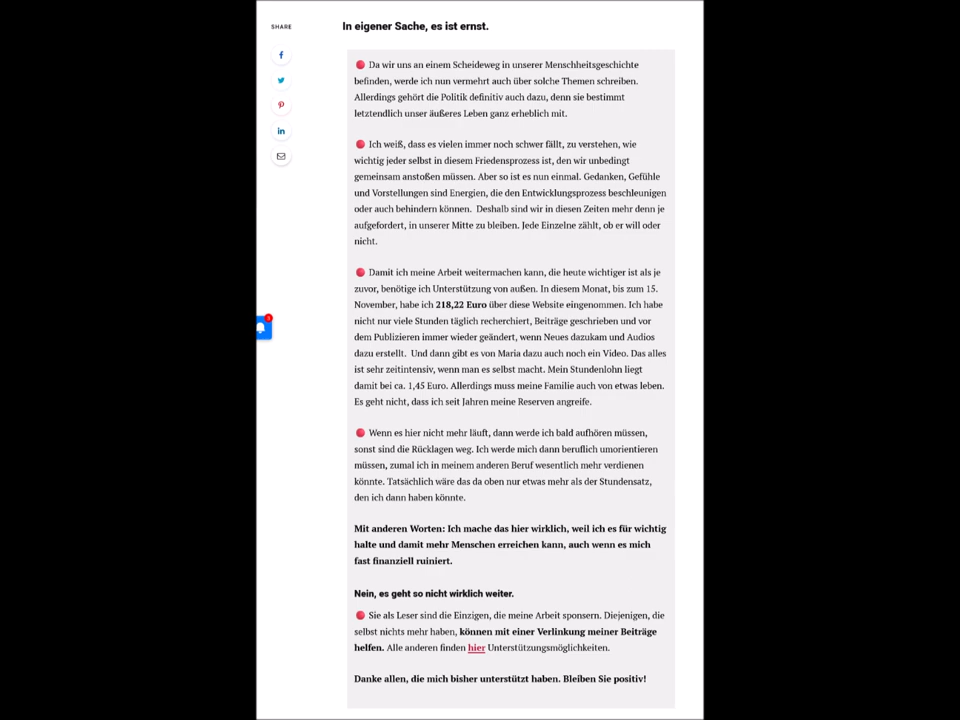 SHARE
In eigener Sache, es ist ernst.
Da wir uns an einem Scheideweg in unserer Menschheitsgeschichte
befinden, werde ich nun vermehrt auch über solche Themen schreiben.
Allerdings gehört die Politik definitiv auch dazu, denn sie bestimmt
letztendlich unser äußeres Leben ganz erheblich mit.
Ich weiß, dass es vielen immer noch schwer fällt, zu verstehen, wie
wichtig jeder selbst in diesem Friedensprozess ist, den wir unbedingt
gemeinsam anstoßen müssen. Aber so ist es nun einmal. Gedanken, Gefühle
und Vorstellungen sind Energien, die den Entwicklungsprozess beschleunigen
oder auch behindern können. Deshalb sind wir in diesen Zeiten mehr denn je
aufgefordert, in unserer Mitte zu bleiben. Jede Einzelne zählt, ob er will oder
nicht.
Damit ich meine Arbeit weitermachen kann, die heute wichtiger ist als je
zuvor, benötige ich Unterstützung von außen. In diesem Monat, bis zum 15.
November, habe ich 218,22 Euro über diese Website eingenommen. Ich habe
nicht nur viele Stunden täglich recherchiert, Beiträge geschrieben und vor
dem Publizieren immer wieder geändert, wenn Neues dazukam und Audios
dazu erstellt. Und dann gibt es von Maria dazu auch noch ein Video. Das alles
ist sehr zeitintensiv, wenn man es selbst macht. Mein Stundenlohn liegt
damit bei ca. 1,45 Euro. Allerdings muss meine Familie auch von etwas leben.
Es geht nicht, dass ich seit Jahren meine Reserven angreife.
Wenn es hier nicht mehr läuft, dann werde ich bald aufhören müssen,
sonst sind die Rücklagen weg. Ich werde mich dann beruflich umorientieren
müssen, zumal ich in meinem anderen Beruf wesentlich mehr verdienen
könnte. Tatsächlich wäre das da oben nur etwas mehr als der Stundensatz,
den ich dann haben könnte.
Mit anderen Worten: Ich mache das hier wirklich, weil ich es für wichtig
halte und damit mehr Menschen erreichen kann, auch wenn es mich
fast finanziell ruiniert.
Nein, es geht so nicht wirklich weiter.
Sie als Leser sind die Einzigen, die meine Arbeit sponsern. Diejenigen, die
selbst nichts mehr haben, können mit einer Verlinkung meiner Beiträge
helfen. Alle anderen finden hier Unterstützungsmöglichkeiten.
Danke allen, die mich bisher unterstützt haben. Bleiben Sie positiv!